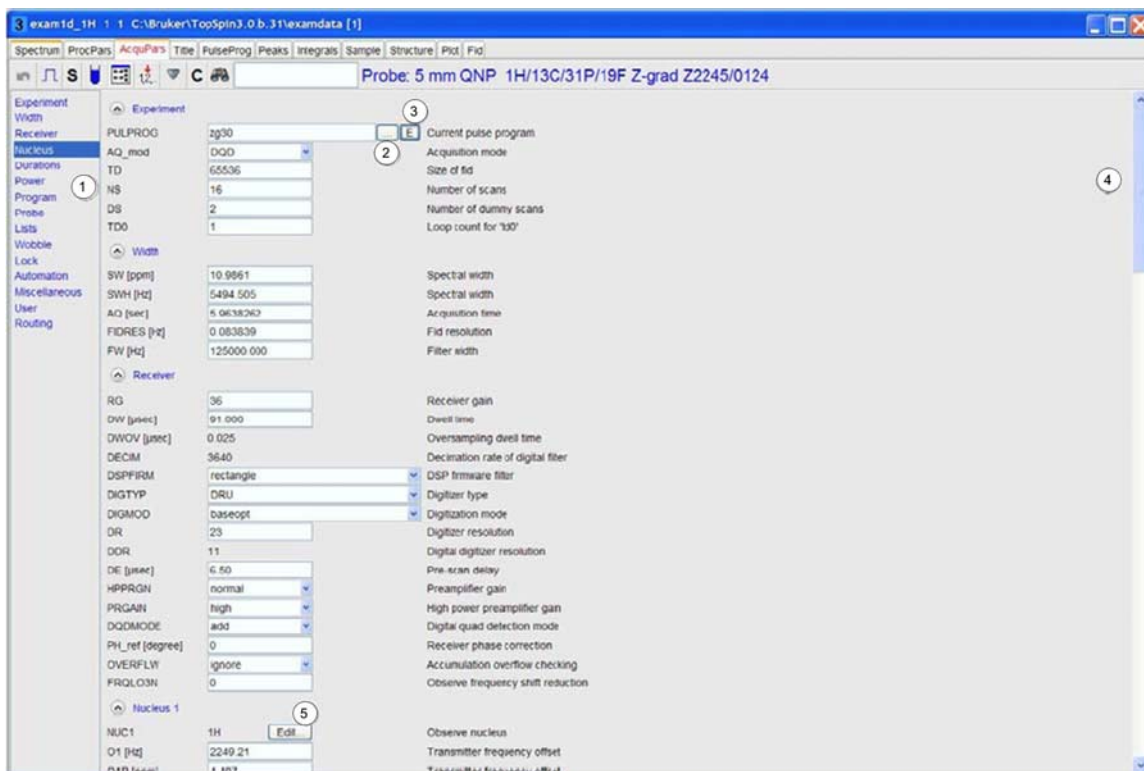 3 exam1d_1H 1 1 C:\Bruker\TopSpin3.0.b.31\examdata [1]
Spectrum ProcPars AcquPars Title PulseProg Peaks Integrals Sample Structure Plot Fid
S C Probe: 5 mm QNP 1H/13C/31P/19F Z-grad Z2245/0124
Experiment
Width
Receiver
Nucleus
Durations
Power
Program
Probe
Lists
Wobble
Lock
Automation
Miscellaneous
User
Routing
1
Experiment
3
PULPROG zg30 ... E Current pulse program
2
AQ_mod DQD Acquisition mode
TD 65536 Size of fid
4
NS 16 Number of scans
DS 2 Number of dummy scans
TD0 1 Loop count for 'td0'
Width
SW [ppm] 10.9861 Spectral width
SWH [Hz] 5494.505 Spectral width
AQ [sec] 5.9638262 Acquisition time
FIDRES [Hz] 0.083839 Fid resolution
FW [Hz] 125000.000 Filter width
Receiver
RG 36 Receiver gain
DW [µsec] 91.000 Dwell time
DWOV [µsec] 0.025 Oversampling dwell time
DECIM 3640 Decimation rate of digital filter
DSPFIRM rectangle DSP firmware filter
DIGTYP DRU Digitizer type
DIGMOD baseopt Digitization mode
DR 23 Digitizer resolution
DDR 11 Digital digitizer resolution
DE [µsec] 6.50 Pre-scan delay
HPPRGN normal Preamplifier gain
PRGAIN high High power preamplifier gain
DQDMODE add Digital quad detection mode
PH_ref [degree] 0 Receiver phase correction
OVERFLW ignore Accumulation overflow checking
FRQLO3N 0 Observe frequency shift reduction
Nucleus 1
5
NUC1 1H Edit... Observe nucleus
O1 [Hz] 2249.21 Transmitter frequency offset